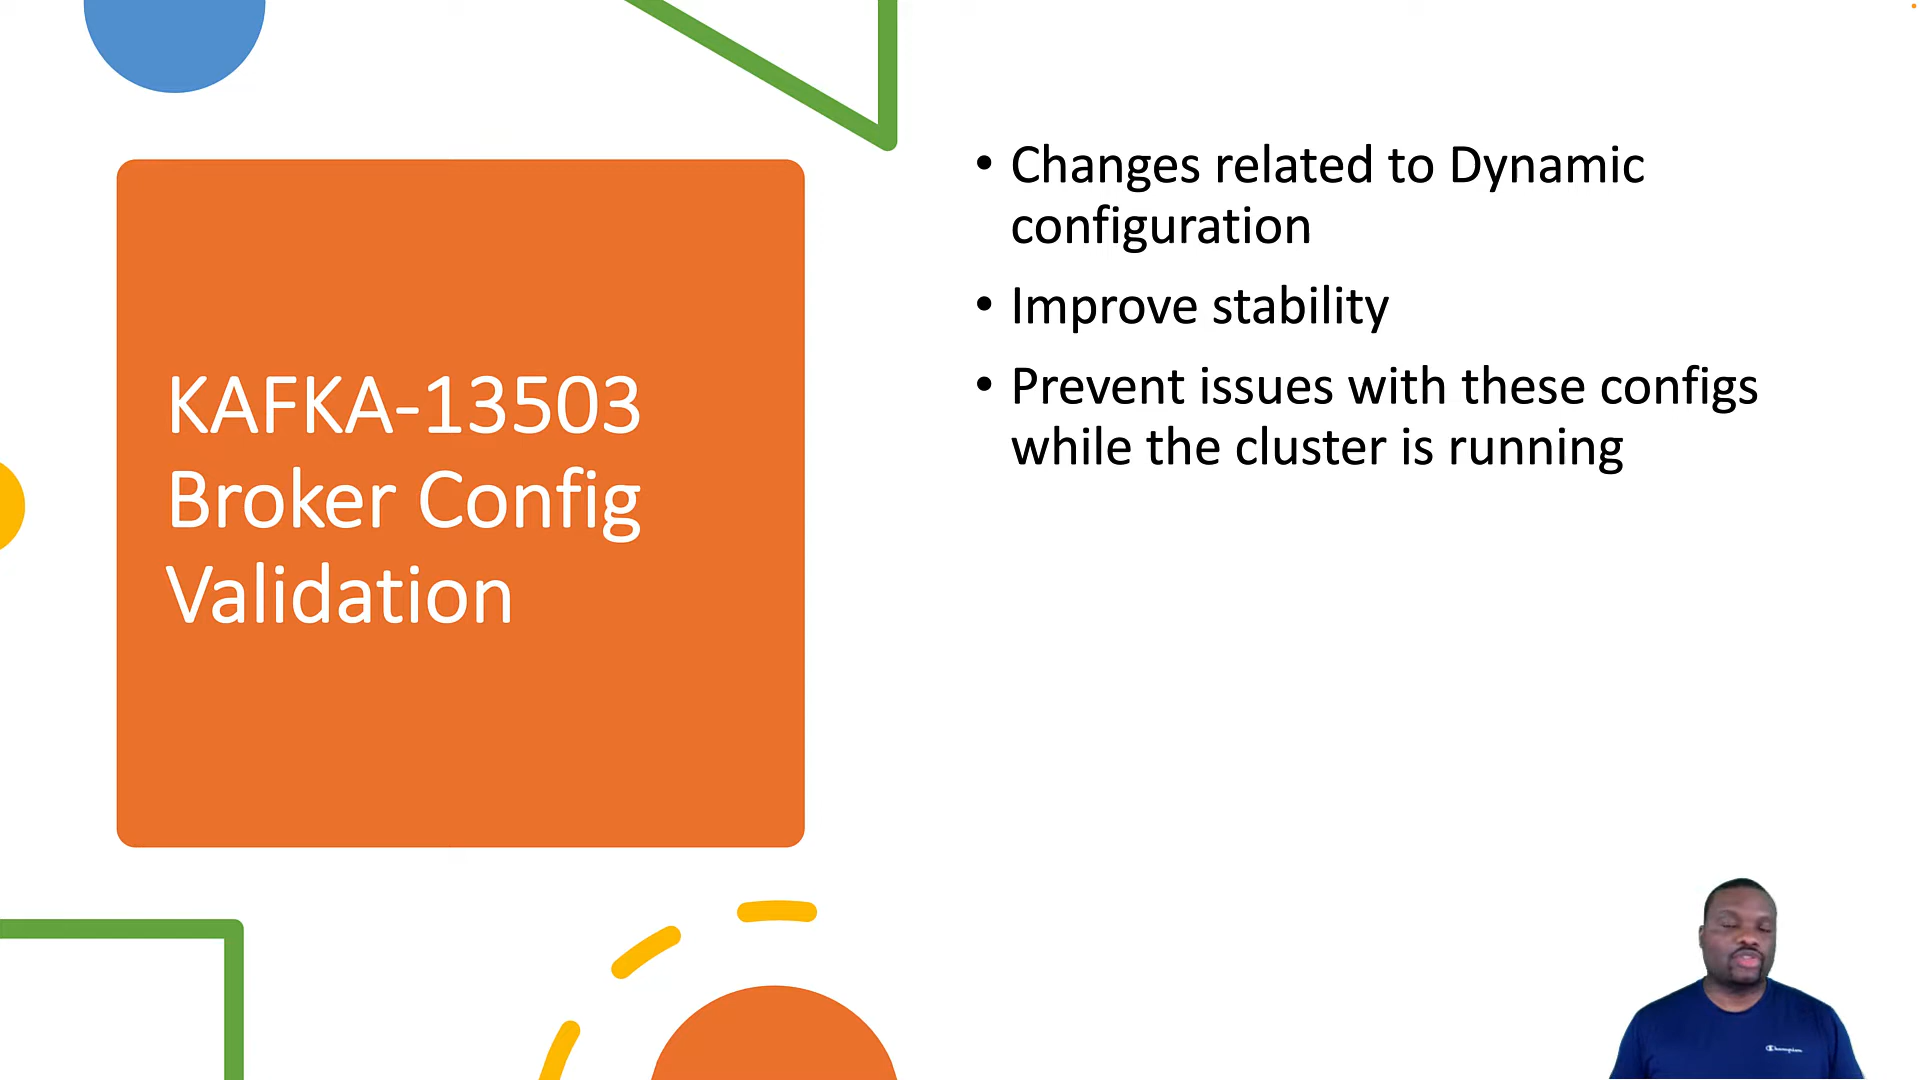 KAFKA-13503
Broker Config
Validation
• Changes related to Dynamic
configuration
• Improve stability
• Prevent issues with these configs
while the cluster is running
Champion